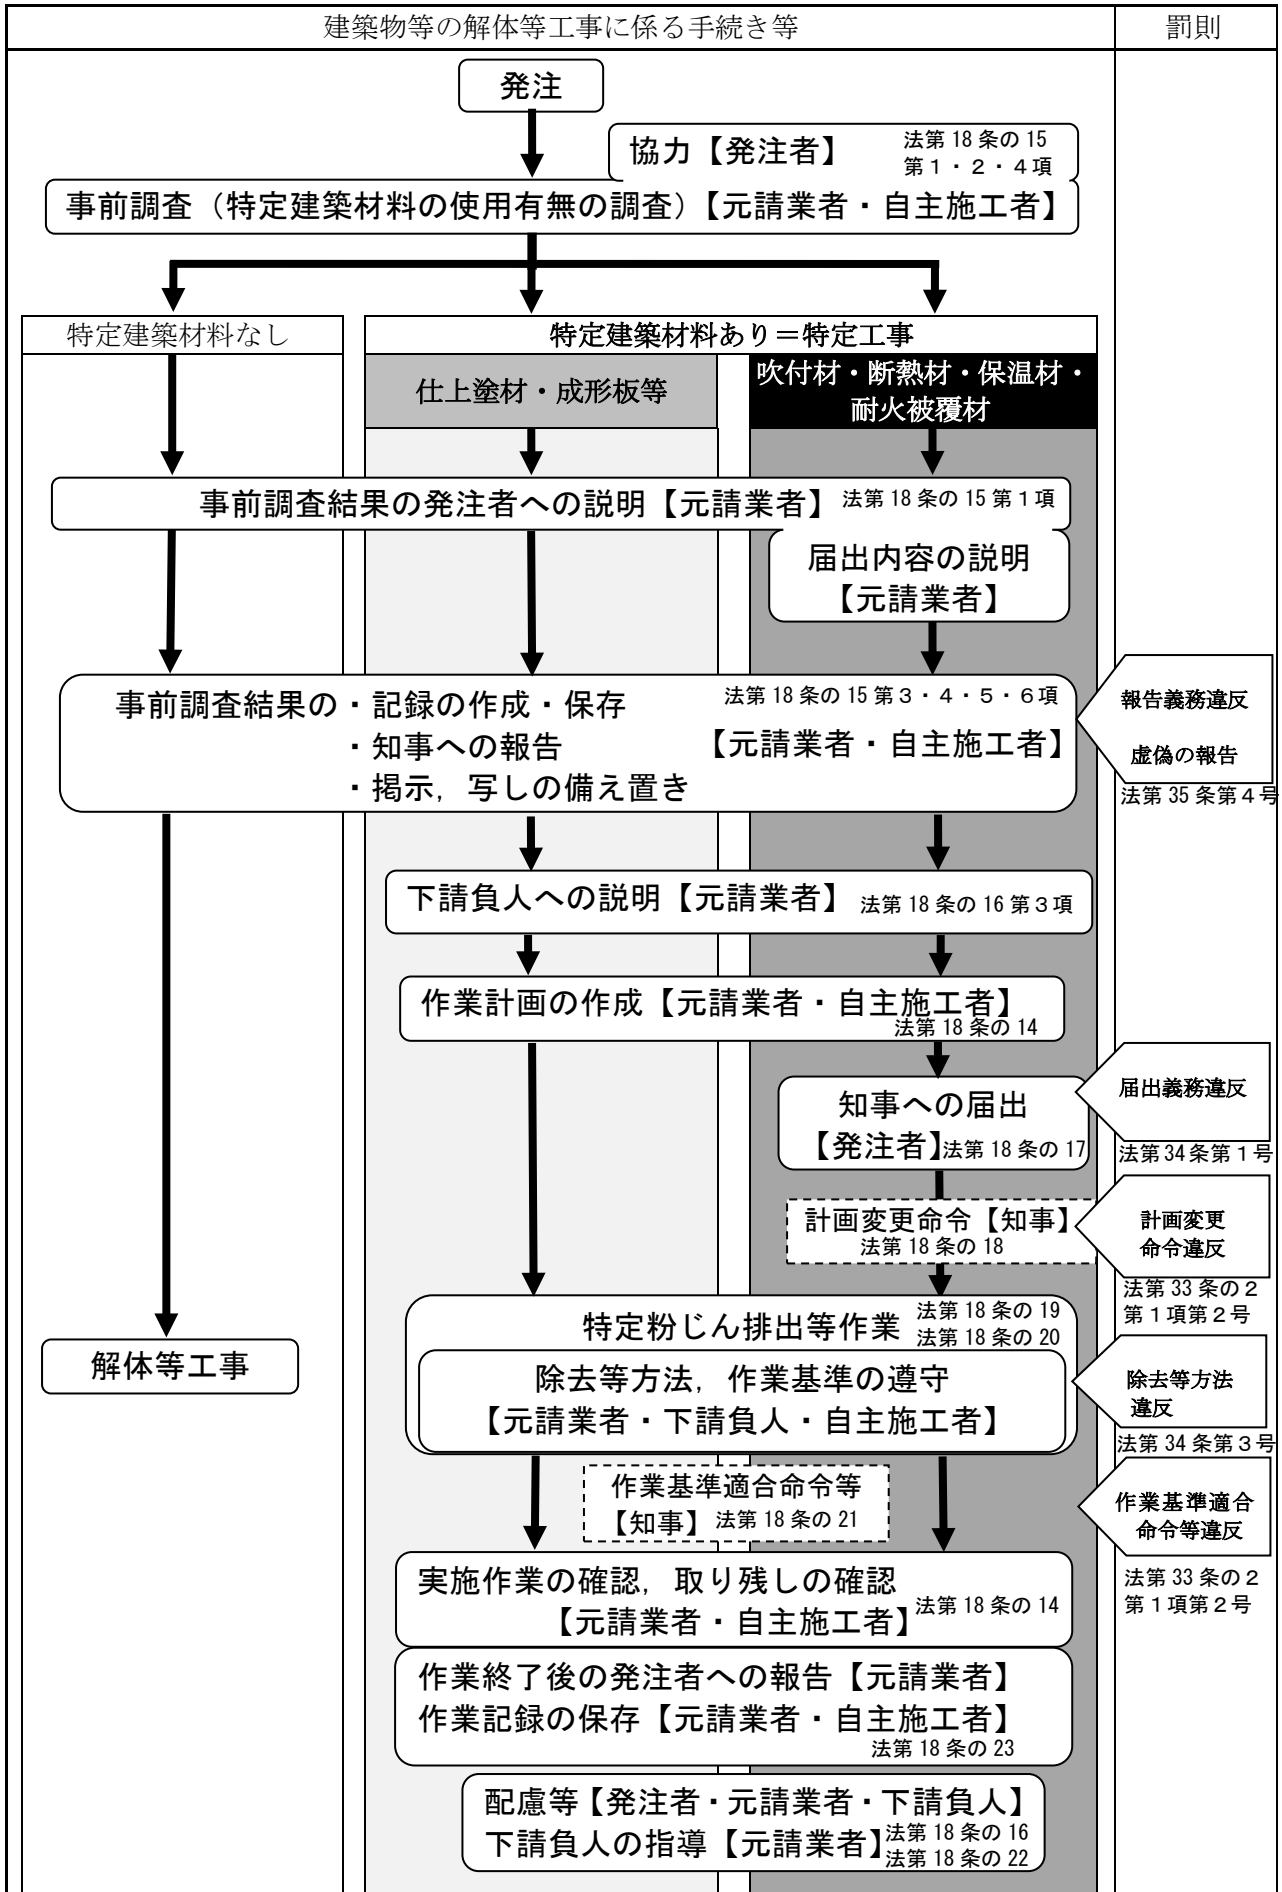 建築物等の解体等工事に係る手続き等
罰則
発注
協力【発注者】
法第18条の15
第１・２・４項
事前調査（特定建築材料の使用有無の調査）【元請業者・自主施工者】
特定建築材料なし
特定建築材料あり＝特定工事
仕上塗材・成形板等
吹付材・断熱材・保温材・
耐火被覆材
事前調査結果の発注者への説明【元請業者】 法第18条の15第１項
届出内容の説明
【元請業者】
事前調査結果の・記録の作成・保存
法第18条の15第３・４・５・６項
・知事への報告
【元請業者・自主施工者】
・掲示，写しの備え置き
報告義務違反
虚偽の報告
法第35条第４号
下請負人への説明【元請業者】 法第18条の16第３項
作業計画の作成【元請業者・自主施工者】
法第18条の14
知事への届出
【発注者】法第18条の17
届出義務違反
法第34条第１号
計画変更命令【知事】
法第18条の18
計画変更
命令違反
法第33条の２
第１項第２号
特定粉じん排出等作業
法第18条の19
法第18条の20
解体等工事
除去等方法，作業基準の遵守
【元請業者・下請負人・自主施工者】
除去等方法
違反
法第34条第３号
作業基準適合命令等
【知事】 法第18条の21
作業基準適合
命令等違反
法第33条の２
第１項第２号
実施作業の確認，取り残しの確認
【元請業者・自主施工者】
法第18条の14
作業終了後の発注者への報告【元請業者】
作業記録の保存【元請業者・自主施工者】
法第18条の23
配慮等【発注者・元請業者・下請負人】
下請負人の指導【元請業者】
法第18条の16
法第18条の22